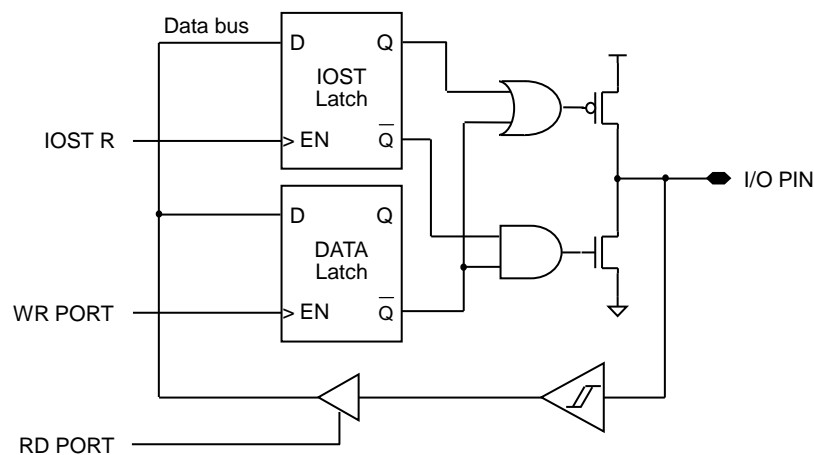 Data bus
D
Q
IOST
Latch
IOST R
> EN
Q̅
I/O PIN
D
Q
DATA
Latch
WR PORT
> EN
Q̅
RD PORT